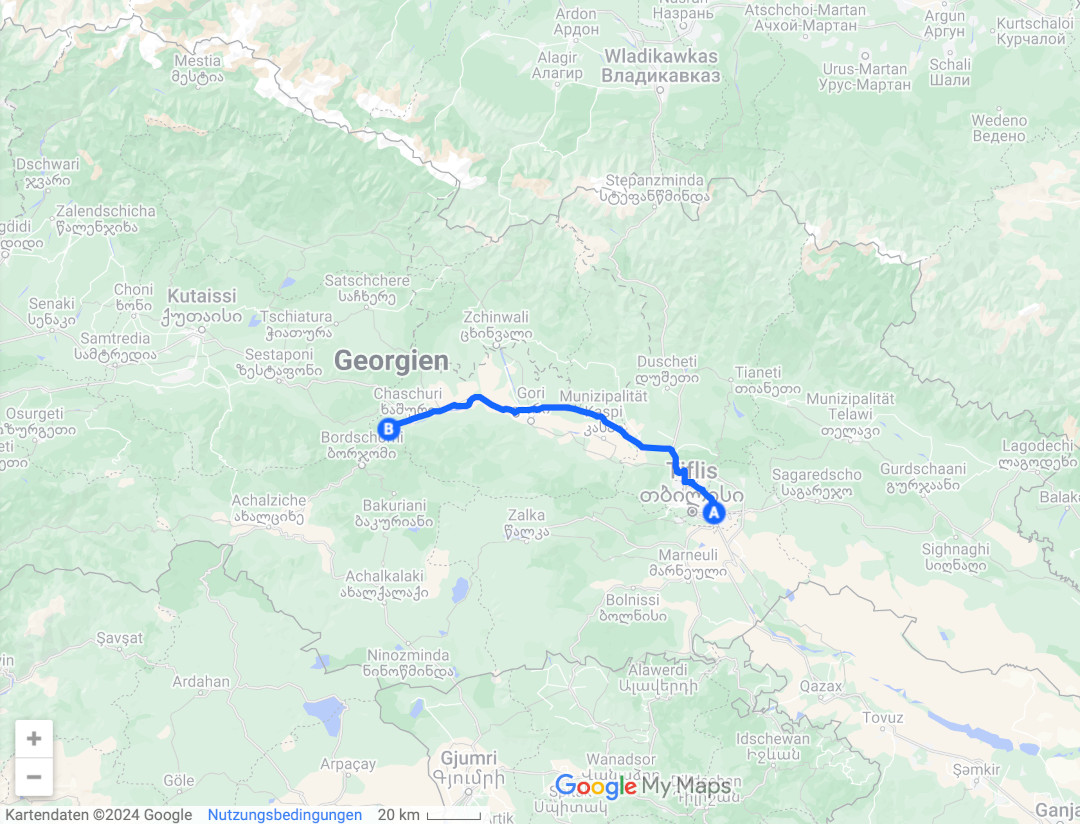 Ardon
Ардон
Nasran
Назрань
Atschchoi-Martan
Ачхой-Мартан
Argun
Аргун
Kurtschaloi
Курчалой
Mestia
მესტია
Alagir
Алагир
Wladikawkas
Владикавказ
Urus-Martan
Урус-Мартан
Schali
Шали
Wedeno
Ведено
Dschwari
ჯვარი
Stepanzminda
სტეფანწმინდა
Zalendschicha
წალენჯიხა
gdidi
დიდი
Satschchere
საჩხერე
Choni
ხონი
Kutaissi
ქუთაისი
Senaki
სენაკი
Tschiatura
ჭიათურა
Zchinwali
ცხინვალი
Samtredia
სამტრედია
Sestaponi
ზესტაფონი
Georgien
Duscheti
დუშეთი
Tianeti
თიანეთი
Chaschuri
Gori
Munizipalität
Kaspi
Munizipalität
Telawi
თელავი
Osurgeti
B
Bordschomi
ბორჯომი
Lagodechi
ლაგოდეხი
Tiflis
თბილისი
Sagaredscho
საგარეჯო
Gurdschaani
გურჯაანი
Achalziche
ახალციხე
Bakuriani
ბაკურიანი
A
Zalka
წალკა
Marneuli
მარნეული
Sighnaghi
სიღნაღი
Achalkalaki
ახალქალაქი
Bolnissi
ბოლნისი
Şavşat
Ninozminda
ნინოწმინდა
Alawerdi
Ալավերդի
Ardahan
Qazax
Tovuz
Idschewan
Իջևան
Göle
Arpaçay
Gjumri
Գյումրի
Wanadsor
Şəmkir
Google My Maps
Kartendaten ©2024 Google Nutzungsbedingungen 20 km